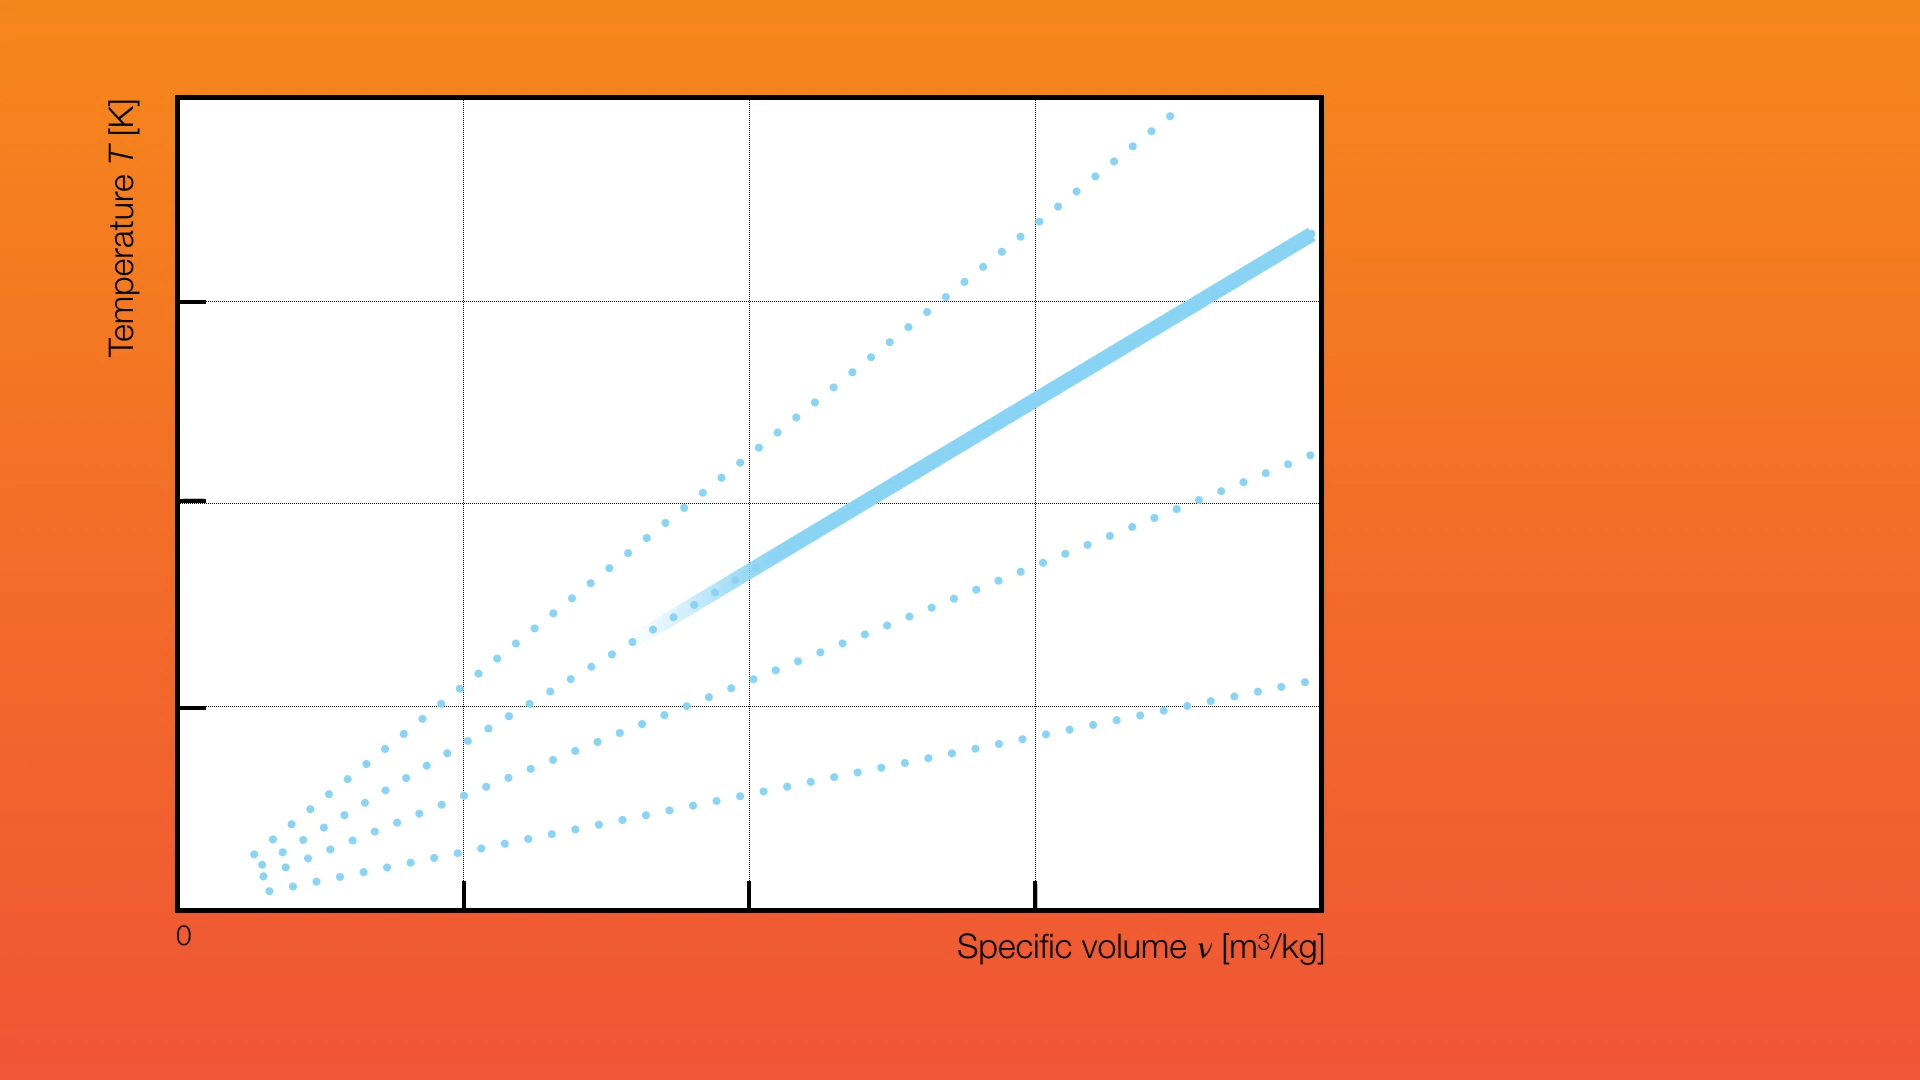 Temperature T [K]
0
Specific volume ν [m³/kg]